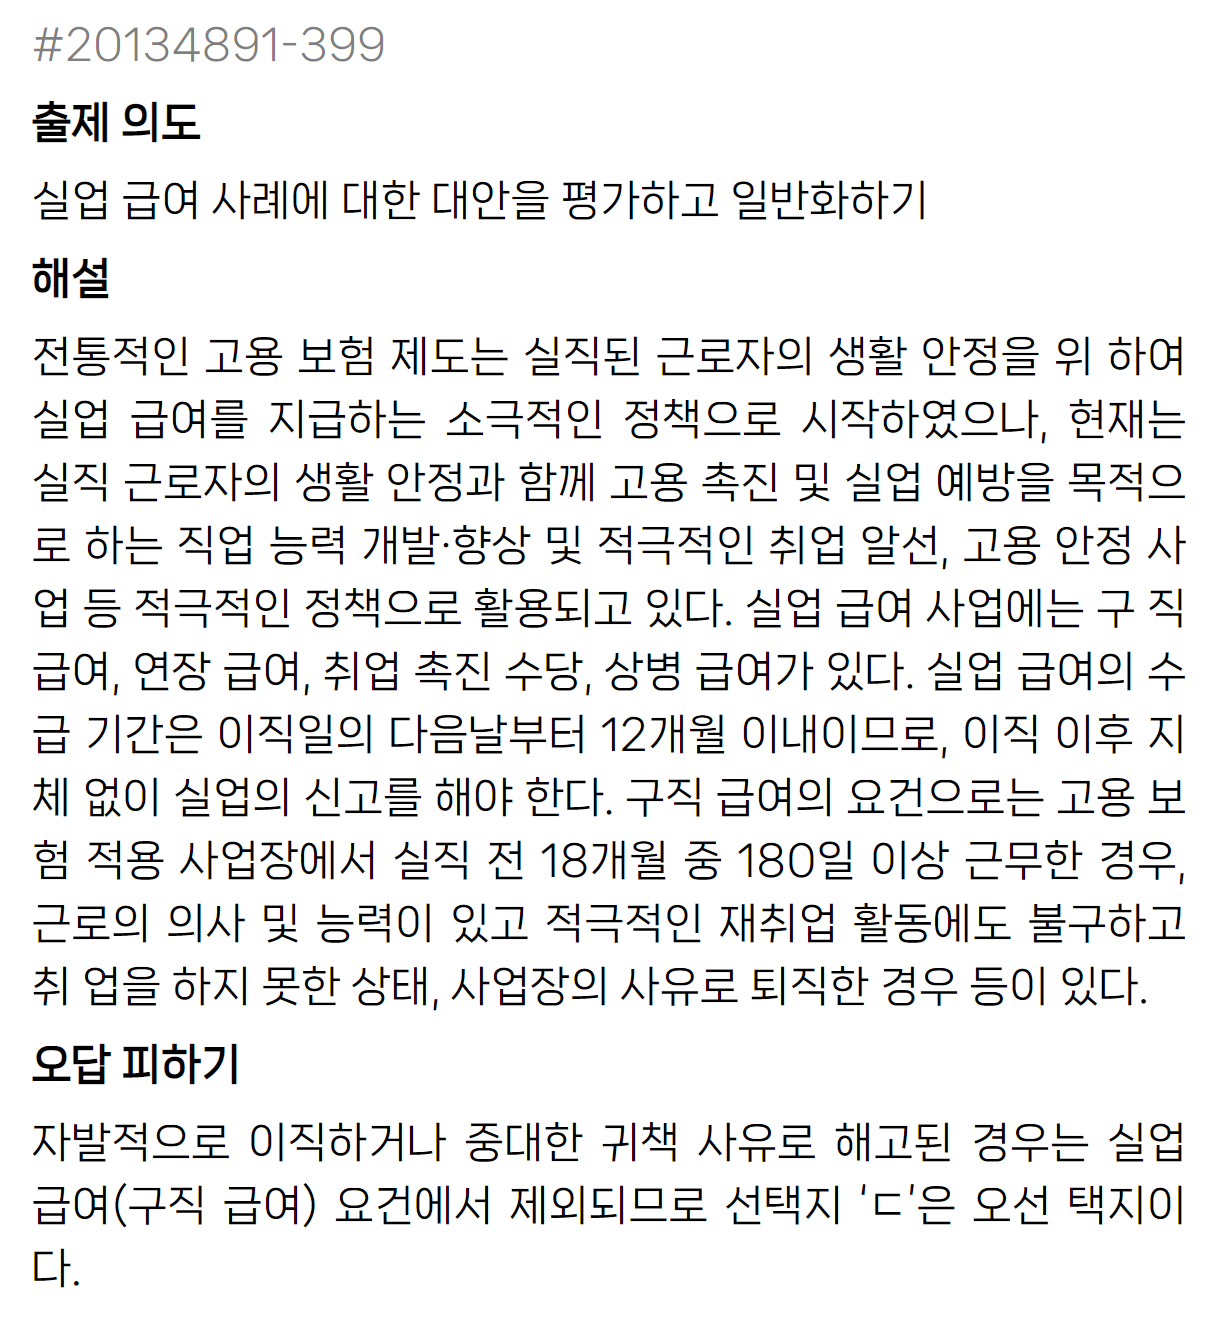 #20134891-399
출제 의도
실업 급여 사례에 대한 대안을 평가하고 일반화하기
해설
전통적인 고용 보험 제도는 실직된 근로자의 생활 안정을 위 하여
실업 급여를 지급하는 소극적인 정책으로 시작하였으나, 현재는
실직 근로자의 생활 안정과 함께 고용 촉진 및 실업 예방을 목적으
로 하는 직업 능력 개발·향상 및 적극적인 취업 알선, 고용 안정 사
업 등 적극적인 정책으로 활용되고 있다. 실업 급여 사업에는 구 직
급여, 연장 급여, 취업 촉진 수당, 상병 급여가 있다. 실업 급여의 수
급 기간은 이직일의 다음날부터 12개월 이내이므로, 이직 이후 지
체 없이 실업의 신고를 해야 한다. 구직 급여의 요건으로는 고용 보
험 적용 사업장에서 실직 전 18개월 중 180일 이상 근무한 경우,
근로의 의사 및 능력이 있고 적극적인 재취업 활동에도 불구하고
취 업을 하지 못한 상태, 사업장의 사유로 퇴직한 경우 등이 있다.
오답 피하기
자발적으로 이직하거나 중대한 귀책 사유로 해고된 경우는 실업
급여(구직 급여) 요건에서 제외되므로 선택지 'ㄷ'은 오선 택지이
다.